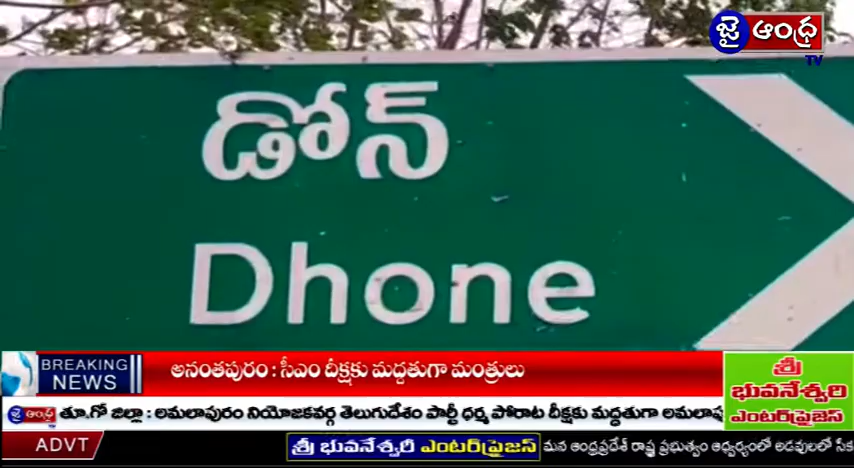 జై ఆంధ్ర
TV
డోన్
Dhone
BREAKING NEWS
అనంతపురం : సీఎం దీక్షకు మద్దతుగా మంత్రులు
శ్రీ
భువనేశ్వరి
ఎంటర్‌ప్రైజెస్
జై ఆంధ్ర తూ.గో జిల్లా : అమలాపురం నియోజకవర్గ తెలుగుదేశం పార్టీ ధర్మ పోరాట దీక్షకు మద్దతుగా అమలాపు
ADVT శ్రీ భువనేశ్వరి ఎంటర్‌ప్రైజెస్ మన ఆంధ్రప్రదేశ్ రాష్ట్ర ప్రభుత్వం ఆధ్వర్యంలో అడవులలో సేక